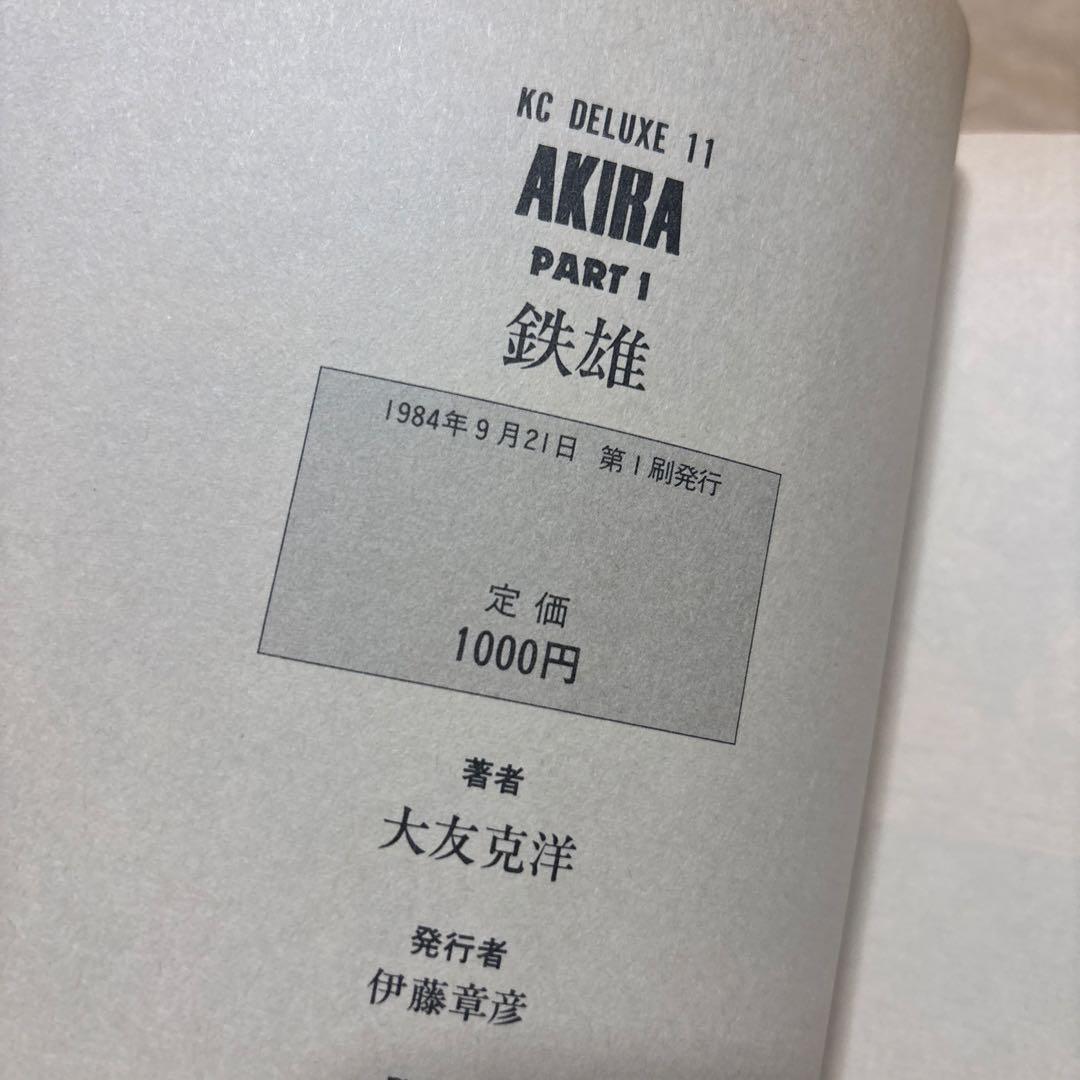 KC DELUXE 11
AKIRA
PART 1
鉄雄
1984年9月21日 第1刷発行
定価
1000円
著者
大友克洋
発行者
伊藤章彦